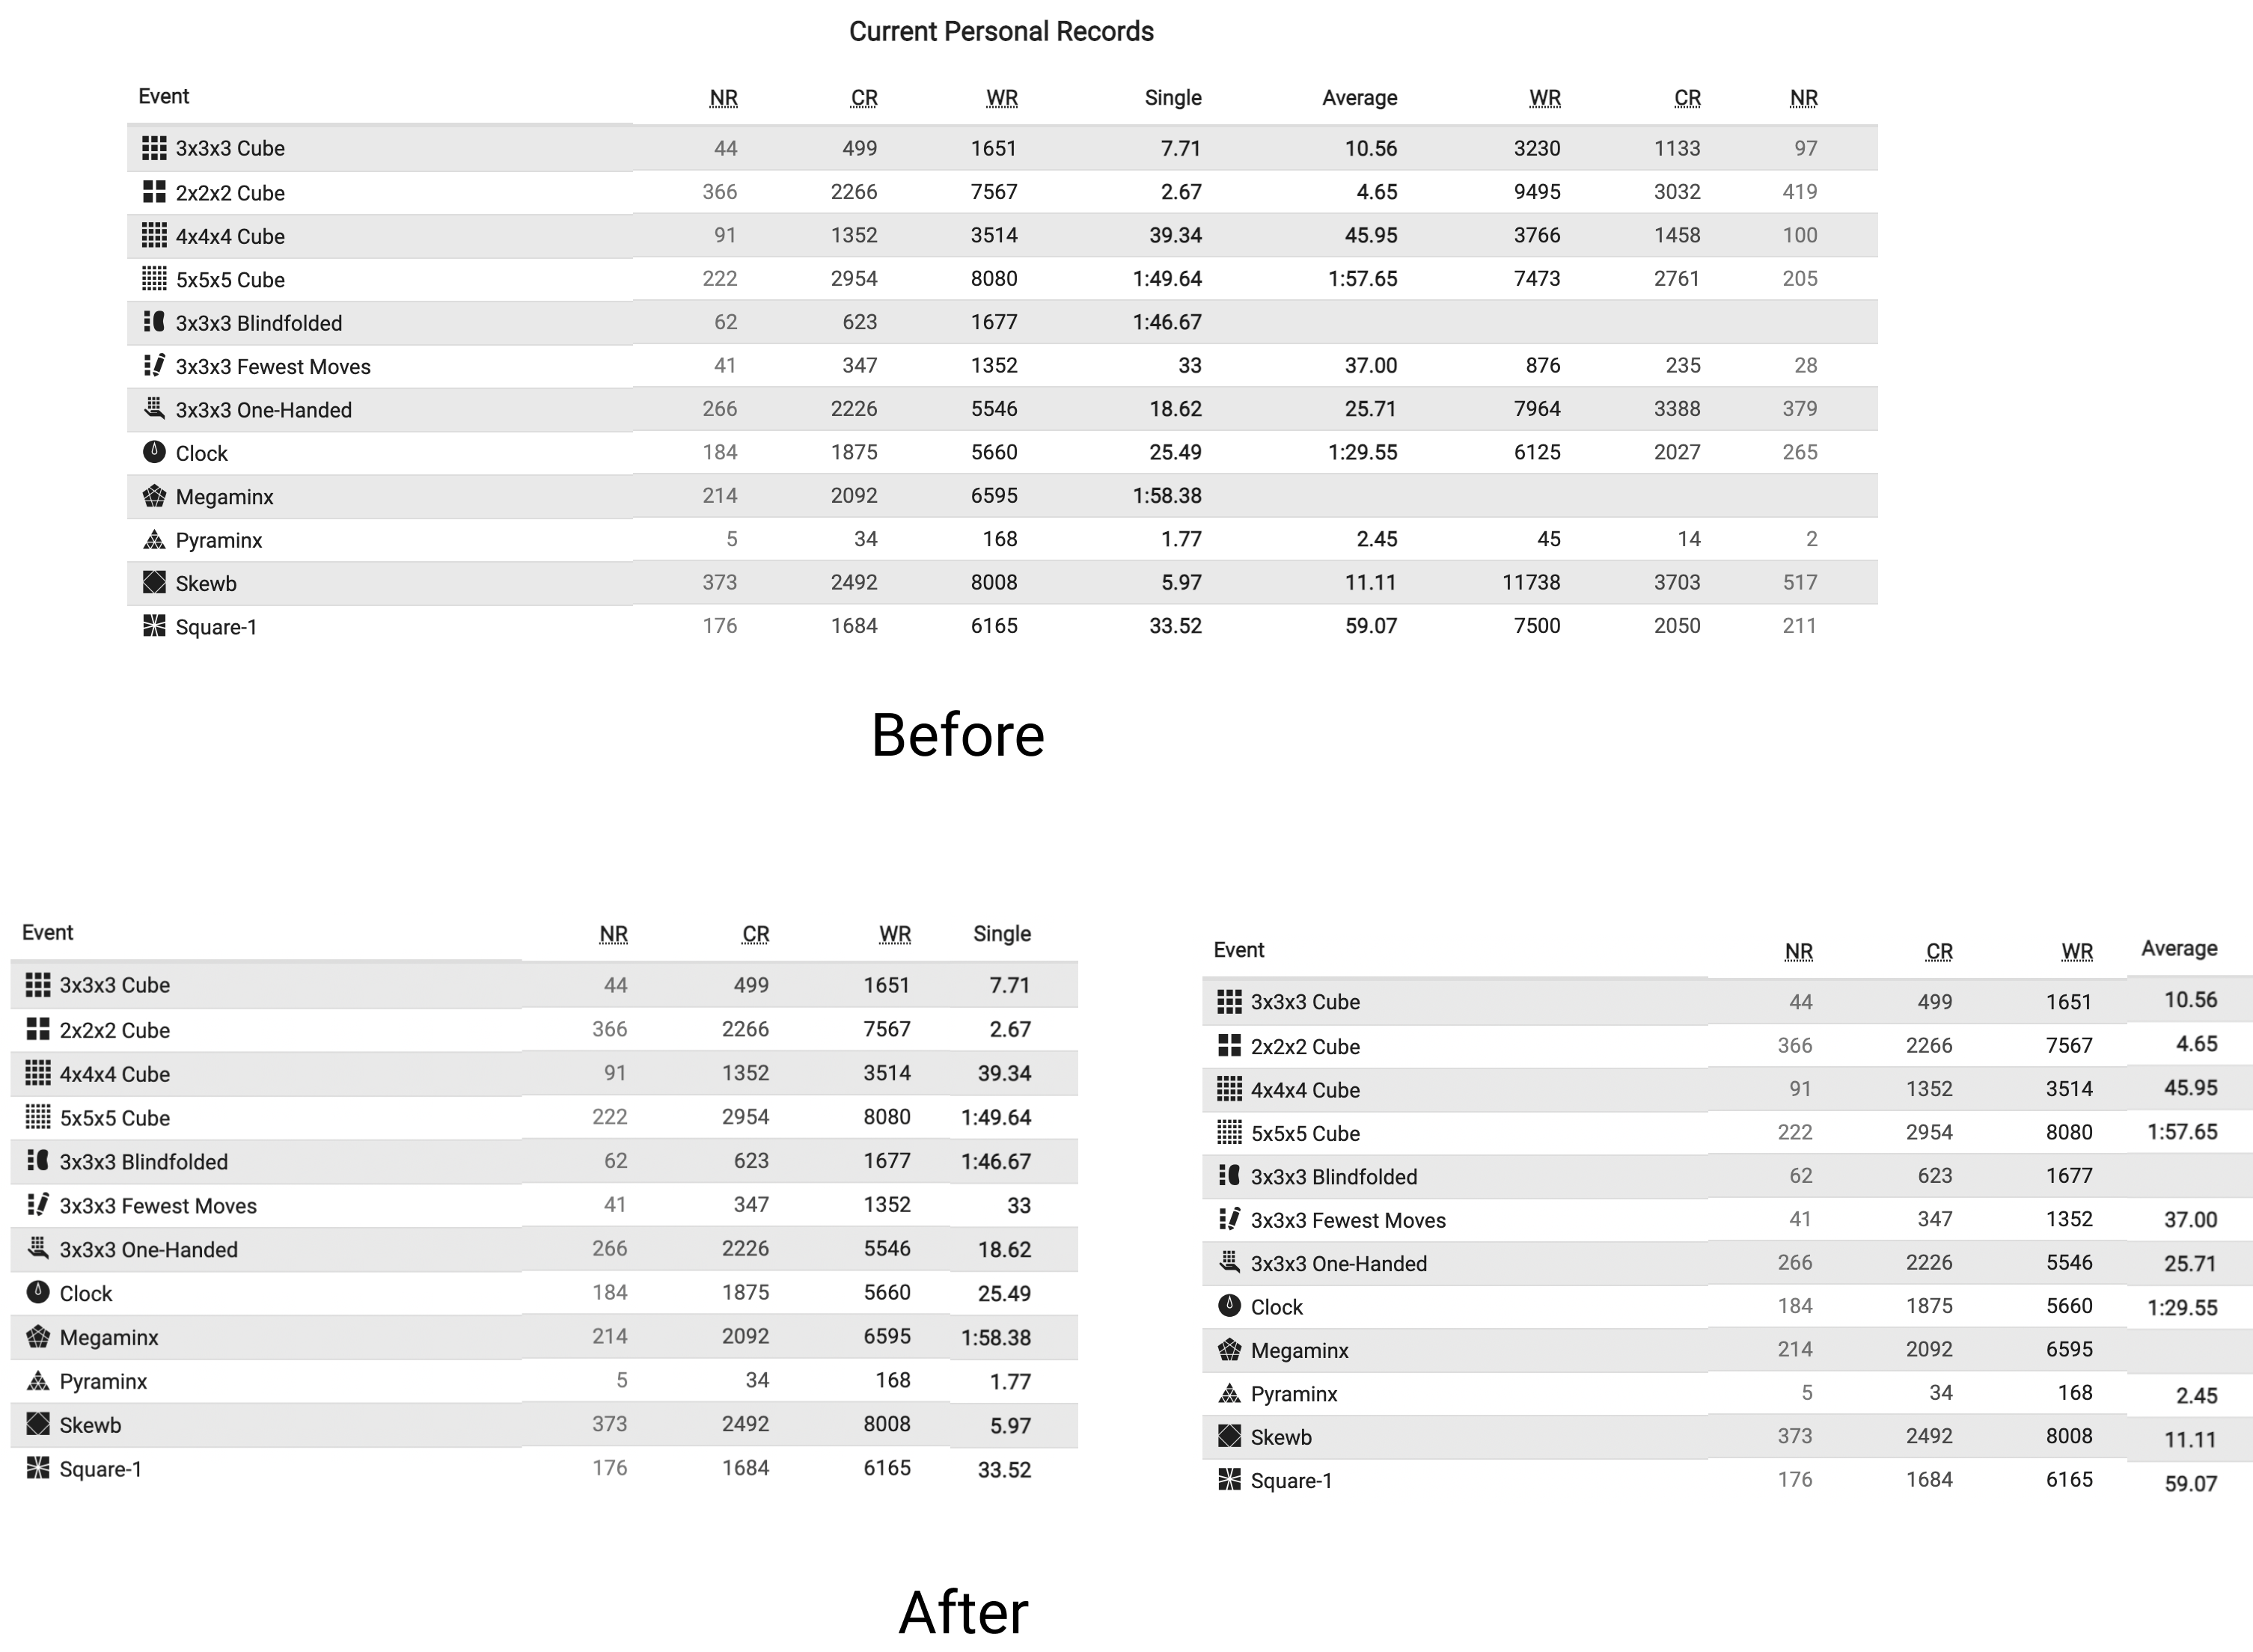 Current Personal Records
Event NR CR WR Single Average WR CR NR
3x3x3 Cube 44 499 1651 7.71 10.56 3230 1133 97
2x2x2 Cube 366 2266 7567 2.67 4.65 9495 3032 419
4x4x4 Cube 91 1352 3514 39.34 45.95 3766 1458 100
5x5x5 Cube 222 2954 8080 1:49.64 1:57.65 7473 2761 205
3x3x3 Blindfolded 62 623 1677 1:46.67
3x3x3 Fewest Moves 41 347 1352 33 37.00 876 235 28
3x3x3 One-Handed 266 2226 5546 18.62 25.71 7964 3388 379
Clock 184 1875 5660 25.49 1:29.55 6125 2027 265
Megaminx 214 2092 6595 1:58.38
Pyraminx 5 34 168 1.77 2.45 45 14 2
Skewb 373 2492 8008 5.97 11.11 11738 3703 517
Square-1 176 1684 6165 33.52 59.07 7500 2050 211
Before
Event NR CR WR Single
3x3x3 Cube 44 499 1651 7.71
2x2x2 Cube 366 2266 7567 2.67
4x4x4 Cube 91 1352 3514 39.34
5x5x5 Cube 222 2954 8080 1:49.64
3x3x3 Blindfolded 62 623 1677 1:46.67
3x3x3 Fewest Moves 41 347 1352 33
3x3x3 One-Handed 266 2226 5546 18.62
Clock 184 1875 5660 25.49
Megaminx 214 2092 6595 1:58.38
Pyraminx 5 34 168 1.77
Skewb 373 2492 8008 5.97
Square-1 176 1684 6165 33.52
Event NR CR WR Average
3x3x3 Cube 44 499 1651 10.56
2x2x2 Cube 366 2266 7567 4.65
4x4x4 Cube 91 1352 3514 45.95
5x5x5 Cube 222 2954 8080 1:57.65
3x3x3 Blindfolded 62 623 1677
3x3x3 Fewest Moves 41 347 1352 37.00
3x3x3 One-Handed 266 2226 5546 25.71
Clock 184 1875 5660 1:29.55
Megaminx 214 2092 6595
Pyraminx 5 34 168 2.45
Skewb 373 2492 8008 11.11
Square-1 176 1684 6165 59.07
After